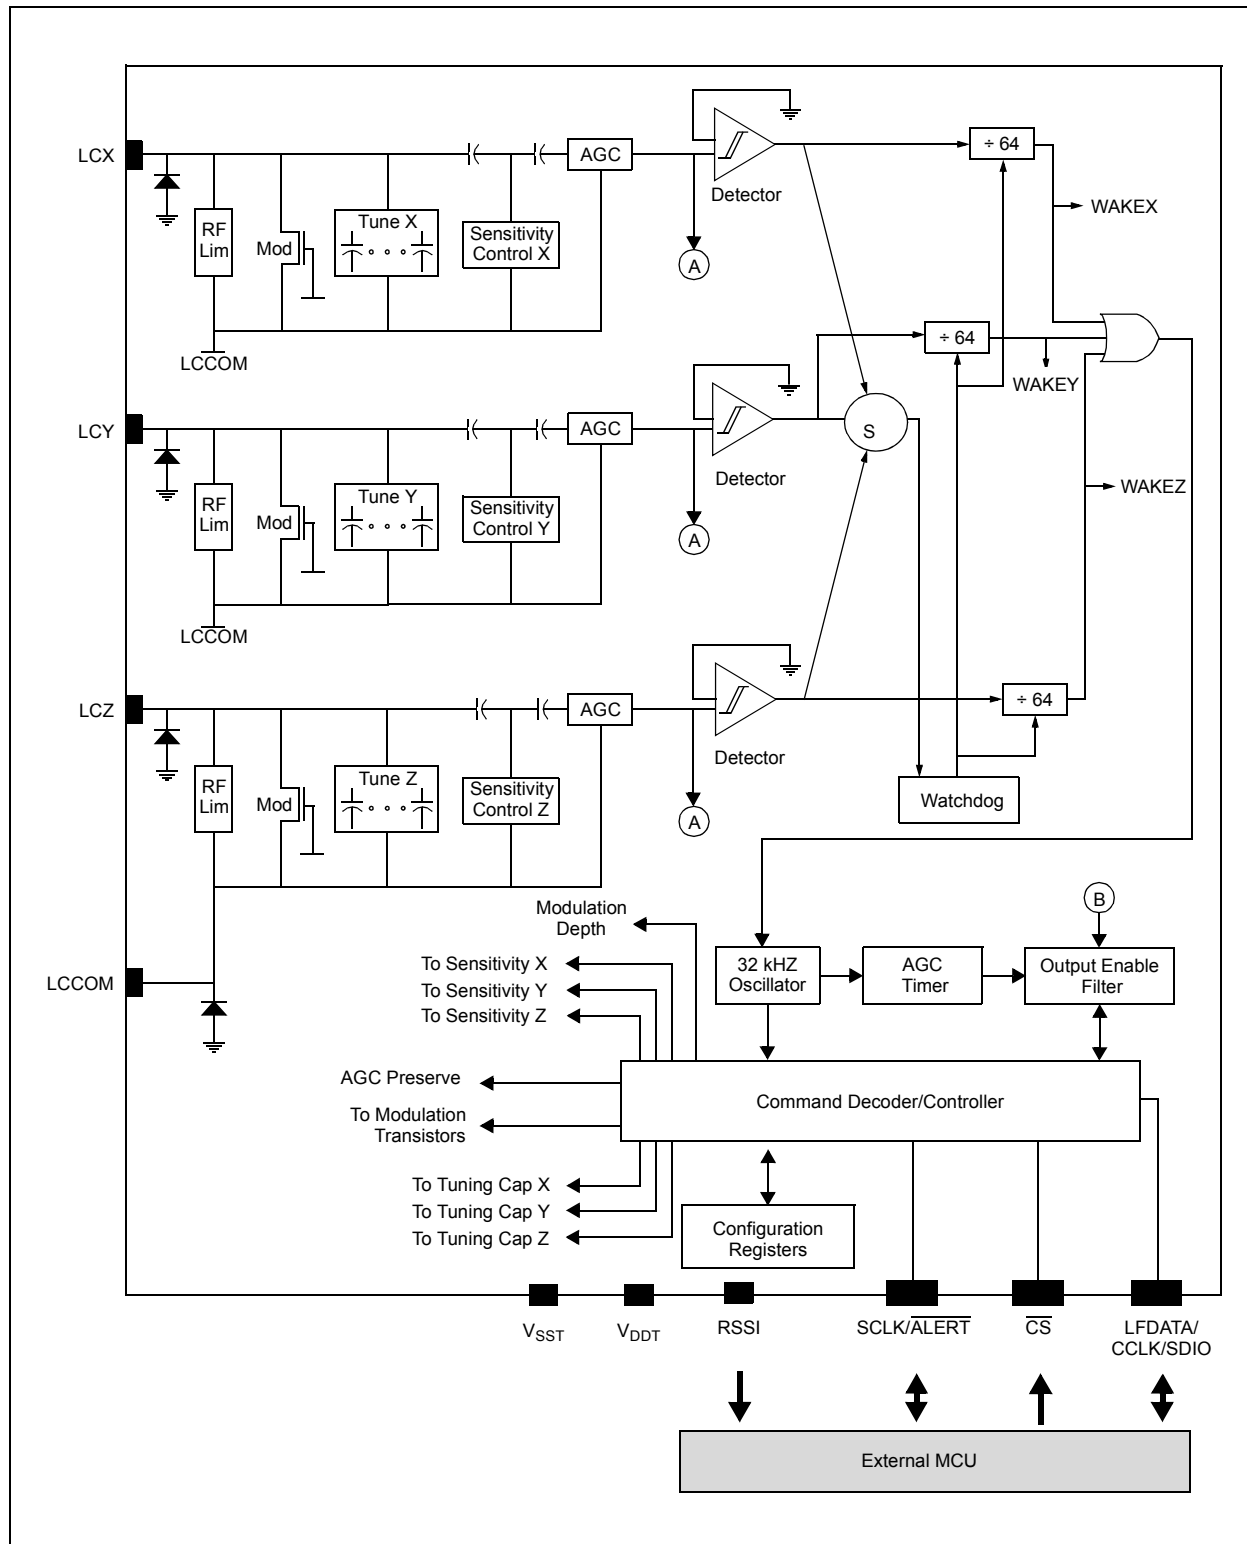 ÷ 64
LCX
AGC
WAKEX
Detector
Tune X
RF
Lim
Mod
Sensitivity
Control X
A
÷ 64
LCCOM
WAKEY
LCY
AGC
S
Detector
WAKEZ
Tune Y
RF
Lim
Mod
Sensitivity
Control Y
A
LCCOM
÷ 64
LCZ
AGC
Detector
Tune Z
RF
Lim
Mod
Sensitivity
Control Z
A
Watchdog
Modulation
Depth
B
To Sensitivity X
To Sensitivity Y
To Sensitivity Z
32 kHZ
Oscillator
AGC
Timer
Output Enable
Filter
LCCOM
AGC Preserve
To Modulation
Transistors
Command Decoder/Controller
To Tuning Cap X
To Tuning Cap Y
To Tuning Cap Z
Configuration
Registers
VSST
VDDT
RSSI
SCLK/ALERT
CS
LFDATA/
CCLK/SDIO
External MCU